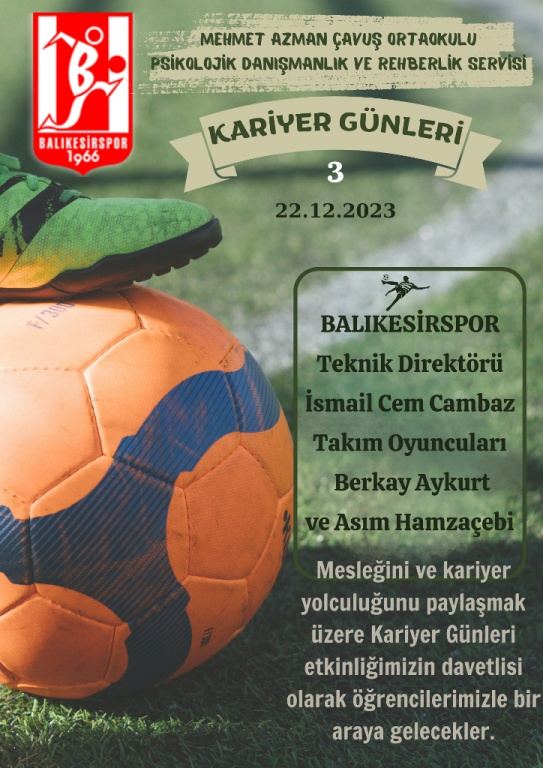 MEHMET AZMAN ÇAVUŞ ORTAOKULU
PSİKOLOJİK DANIŞMANLIK VE REHBERLİK SERVİSİ
BALIKESİRSPOR
1966
KARİYER GÜNLERİ
3
22.12.2023
F/300
BALIKESİRSPOR
Teknik Direktörü
İsmail Cem Cambaz
Takım Oyuncuları
Berkay Aykurt
ve Asım Hamzaçebi
Mesleğini ve kariyer
yolculuğunu paylaşmak
üzere Kariyer Günleri
etkinliğimizin davetlisi
olarak öğrencilerimizle bir
araya gelecekler.